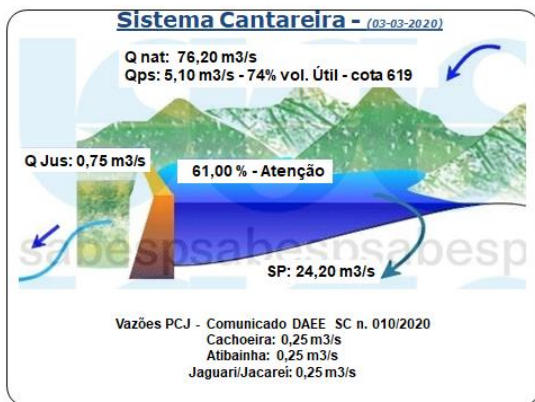 Sistema Cantareira - (03-03-2020)
Q nat: 76,20 m3/s
Qps: 5,10 m3/s - 74% vol. Útil - cota 619
Q Jus: 0,75 m3/s
61,00 % - Atenção
sabespsabespsabesp
SP: 24,20 m3/s
Vazões PCJ - Comunicado DAEE SC n. 010/2020
Cachoeira: 0,25 m3/s
Atibainha: 0,25 m3/s
Jaguari/Jacareí: 0,25 m3/s